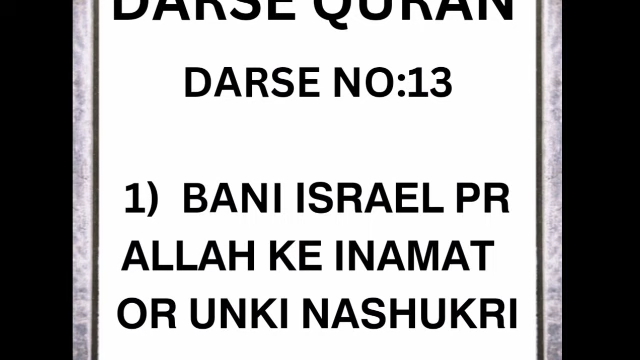 DARSE QURAN
DARSE NO:13
1) BANI ISRAEL PR
ALLAH KE INAMAT
OR UNKI NASHUKRI